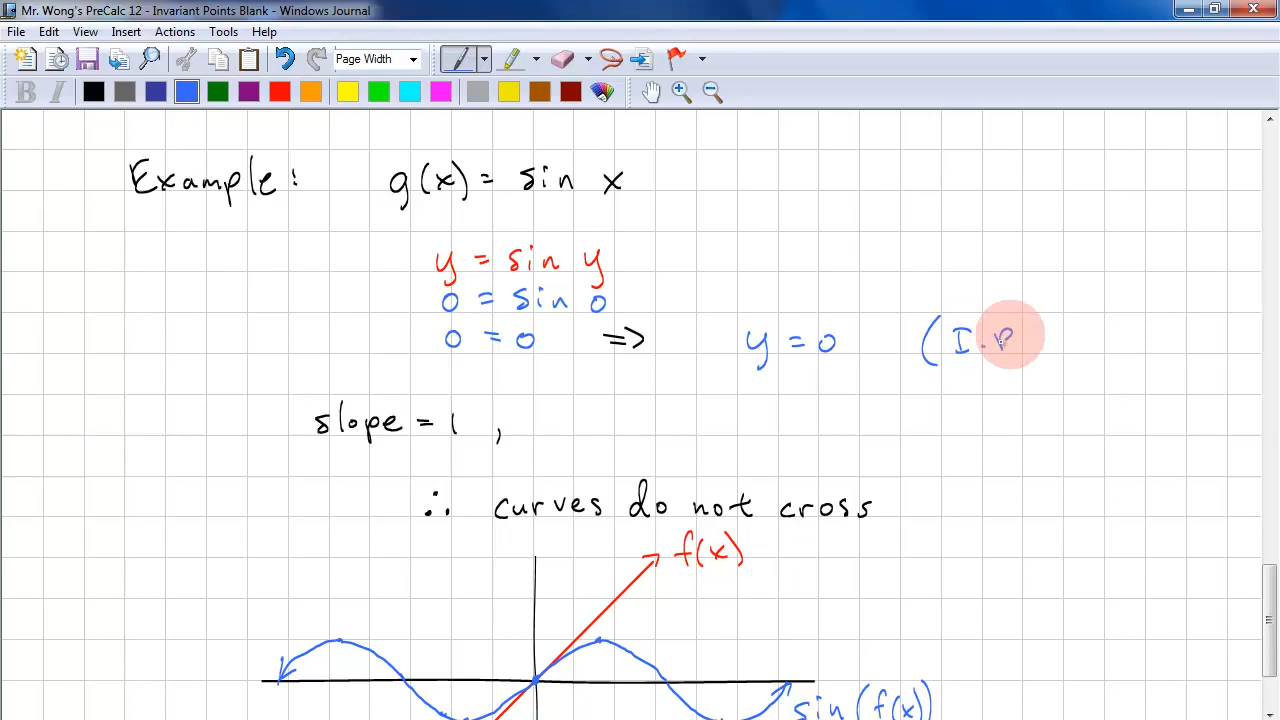 Mr. Wong's PreCalc 12 - Invariant Points Blank - Windows Journal
File Edit View Insert Actions Tools Help
Page Width
B I
Example: g(x) = sin x
y = sin y
0 = sin 0
0 = 0 => y = 0 (I.P
slope = 1 ,
∴ curves do not cross
f(x)
sin(f(x))